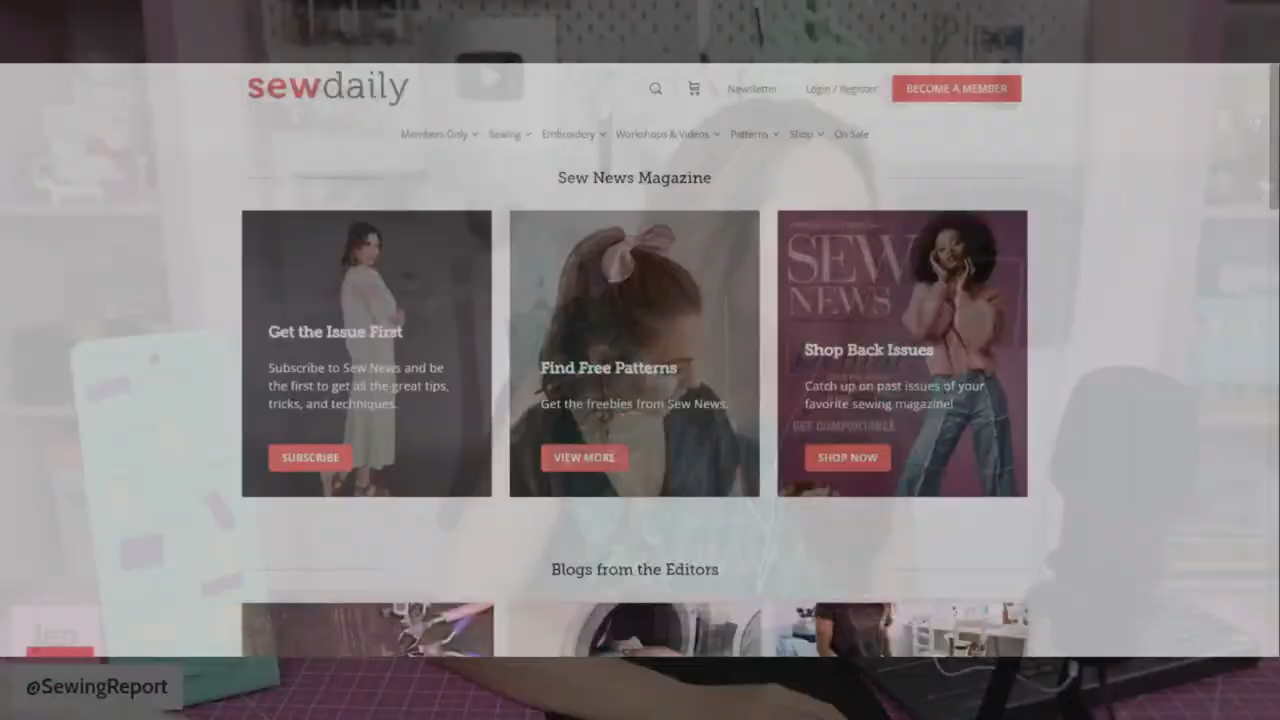 sewdaily
Newsletter
Login / Register
BECOME A MEMBER
Members Only
Sewing
Embroidery
Workshops & Videos
Patterns
Shop
On Sale
Sew News Magazine
Get the Issue First
Subscribe to Sew News and be
the first to get all the great tips,
tricks, and techniques.
SUBSCRIBE
Find Free Patterns
Get the freebies from Sew News.
VIEW MORE
SEW
NEWS
Shop Back Issues
Catch up on past issues of your
favorite sewing magazine!
GET COMFORTABLE
SHOP NOW
Blogs from the Editors
@SewingReport